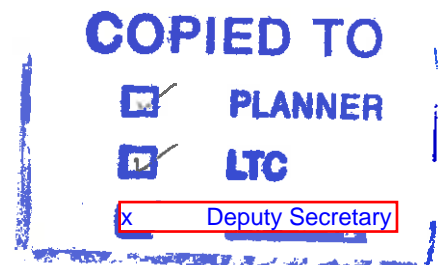 COPIED TO
x PLANNER
✓ LTC
x Deputy Secretary